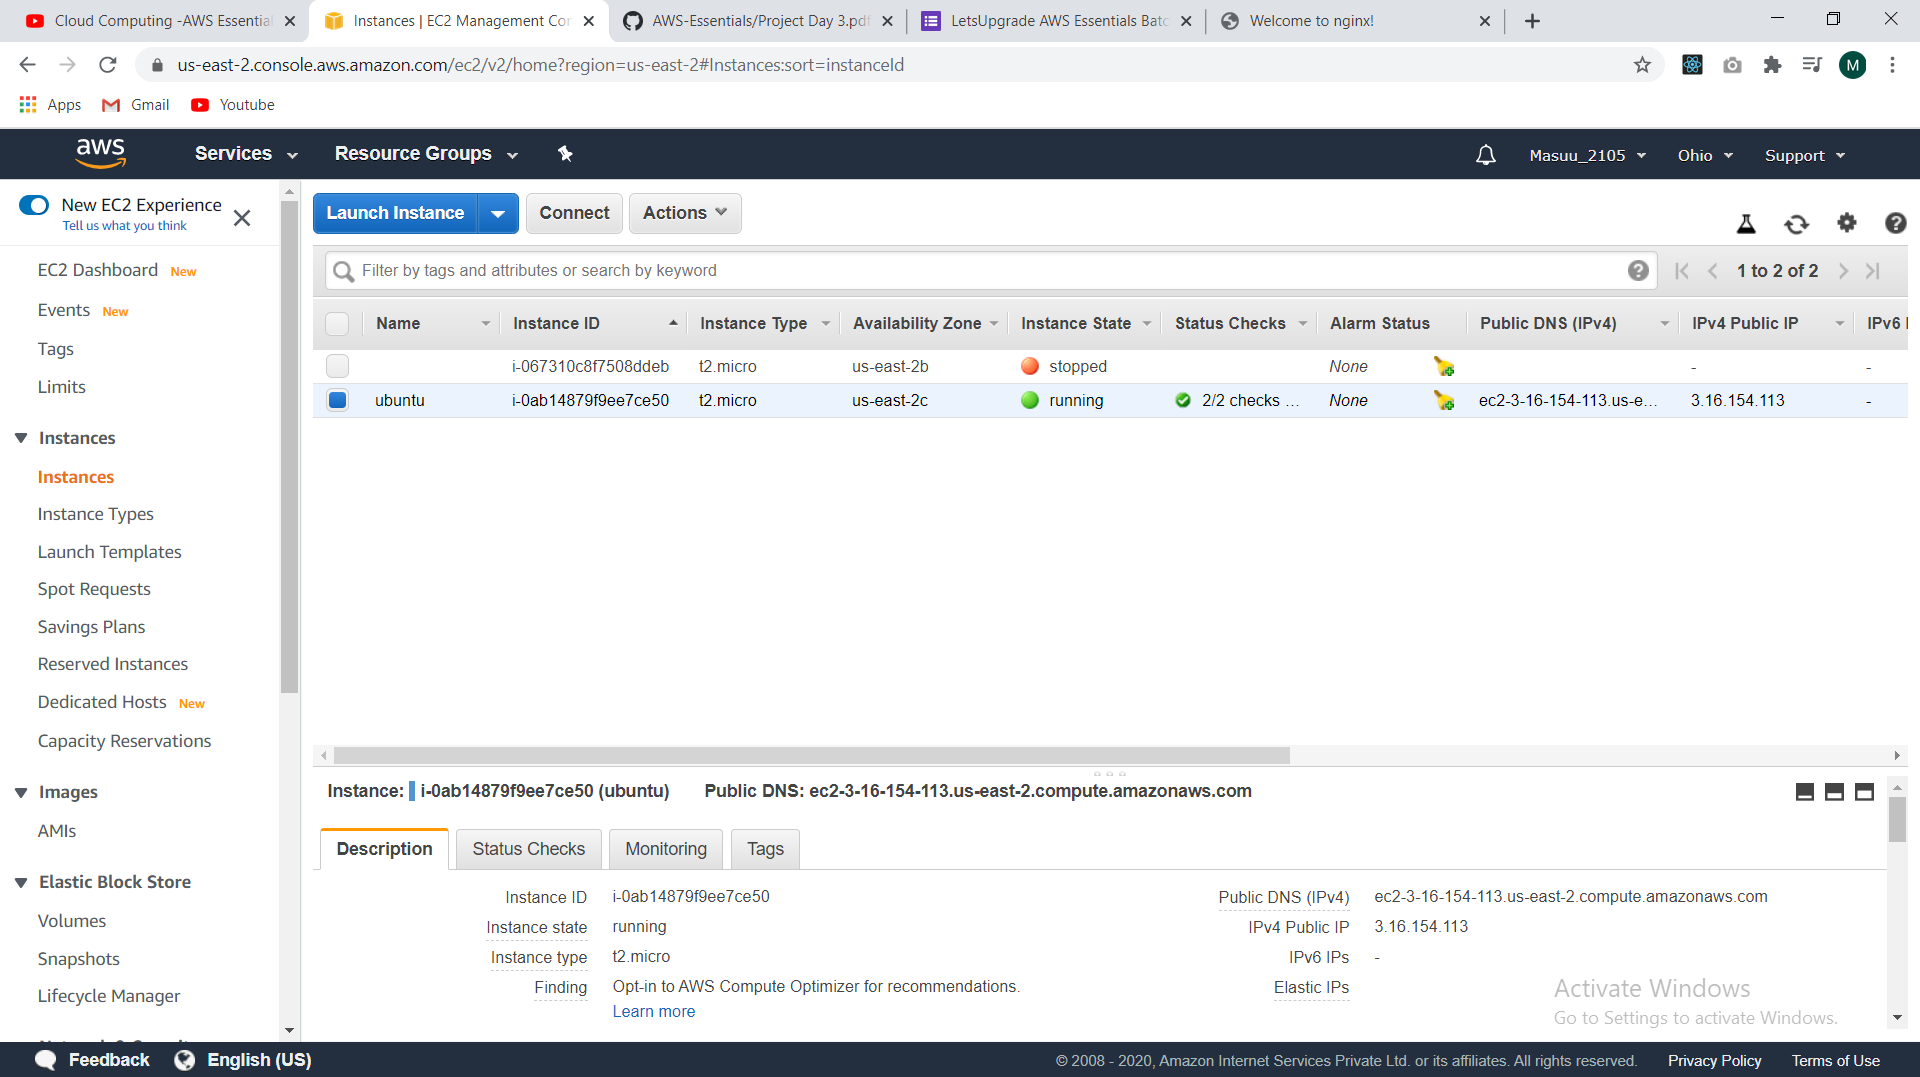 Cloud Computing -AWS Essential
Instances | EC2 Management Con
AWS-Essentials/Project Day 3.pdf
LetsUpgrade AWS Essentials Batc
Welcome to nginx!
us-east-2.console.aws.amazon.com/ec2/v2/home?region=us-east-2#Instances:sort=instanceId
M
Apps
Gmail
Youtube
aws
Services
Resource Groups
Masuu_2105
Ohio
Support
New EC2 Experience
Tell us what you think
EC2 Dashboard New
Events New
Tags
Limits
Instances
Instances
Instance Types
Launch Templates
Spot Requests
Savings Plans
Reserved Instances
Dedicated Hosts New
Capacity Reservations
Images
AMIs
Elastic Block Store
Volumes
Snapshots
Lifecycle Manager
Launch Instance
Connect
Actions
Filter by tags and attributes or search by keyword
1 to 2 of 2
Name Instance ID Instance Type Availability Zone Instance State Status Checks Alarm Status Public DNS (IPv4) IPv4 Public IP IPv6
i-067310c8f7508ddeb t2.micro us-east-2b stopped None - -
ubuntu i-0ab14879f9ee7ce50 t2.micro us-east-2c running 2/2 checks ... None ec2-3-16-154-113.us-e... 3.16.154.113 -
Instance: i-0ab14879f9ee7ce50 (ubuntu) Public DNS: ec2-3-16-154-113.us-east-2.compute.amazonaws.com
Description
Status Checks
Monitoring
Tags
Instance ID i-0ab14879f9ee7ce50
Instance state running
Instance type t2.micro
Finding Opt-in to AWS Compute Optimizer for recommendations.
Learn more
Public DNS (IPv4) ec2-3-16-154-113.us-east-2.compute.amazonaws.com
IPv4 Public IP 3.16.154.113
IPv6 IPs -
Elastic IPs
Activate Windows
Go to Settings to activate Windows.
Feedback
English (US)
© 2008 - 2020, Amazon Internet Services Private Ltd. or its affiliates. All rights reserved.
Privacy Policy
Terms of Use